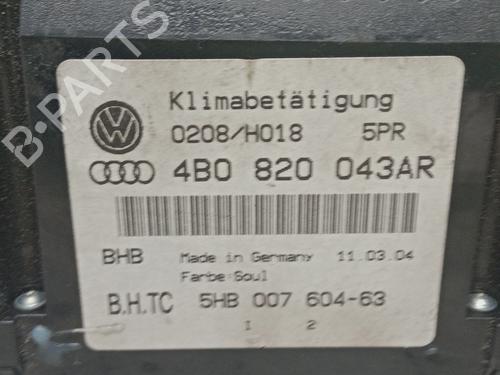 B-PARTS
Klimabetätigung
0208/H018 5PR
4B0 820 043AR
BHB Made in Germany 11.03.04
Farbe:Soul
B.H.TC 5HB 007 604-63
1 2